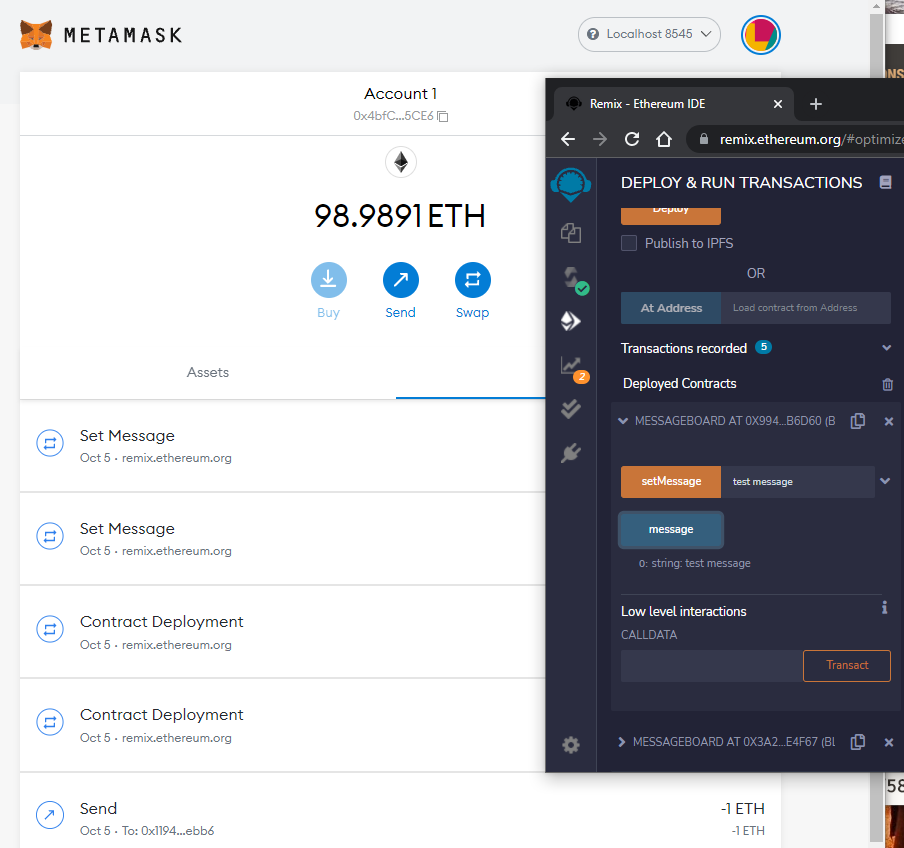 METAMASK
Localhost 8545
Account 1
0x4bfC...5CE6
98.9891 ETH
Buy
Send
Swap
Assets
Set Message
Oct 5 · remix.ethereum.org
Set Message
Oct 5 · remix.ethereum.org
Contract Deployment
Oct 5 · remix.ethereum.org
Contract Deployment
Oct 5 · remix.ethereum.org
Send
-1 ETH
Oct 5 · To: 0x1194...ebb6
-1 ETH
Remix - Ethereum IDE
remix.ethereum.org/#optimize
DEPLOY & RUN TRANSACTIONS
Deploy
Publish to IPFS
OR
At Address
Load contract from Address
Transactions recorded 5
Deployed Contracts
2
MESSAGEBOARD AT 0X994...B6D60 (B
setMessage
test message
message
0: string: test message
Low level interactions
i
CALLDATA
Transact
MESSAGEBOARD AT 0X3A2...E4F67 (BL
NS
58